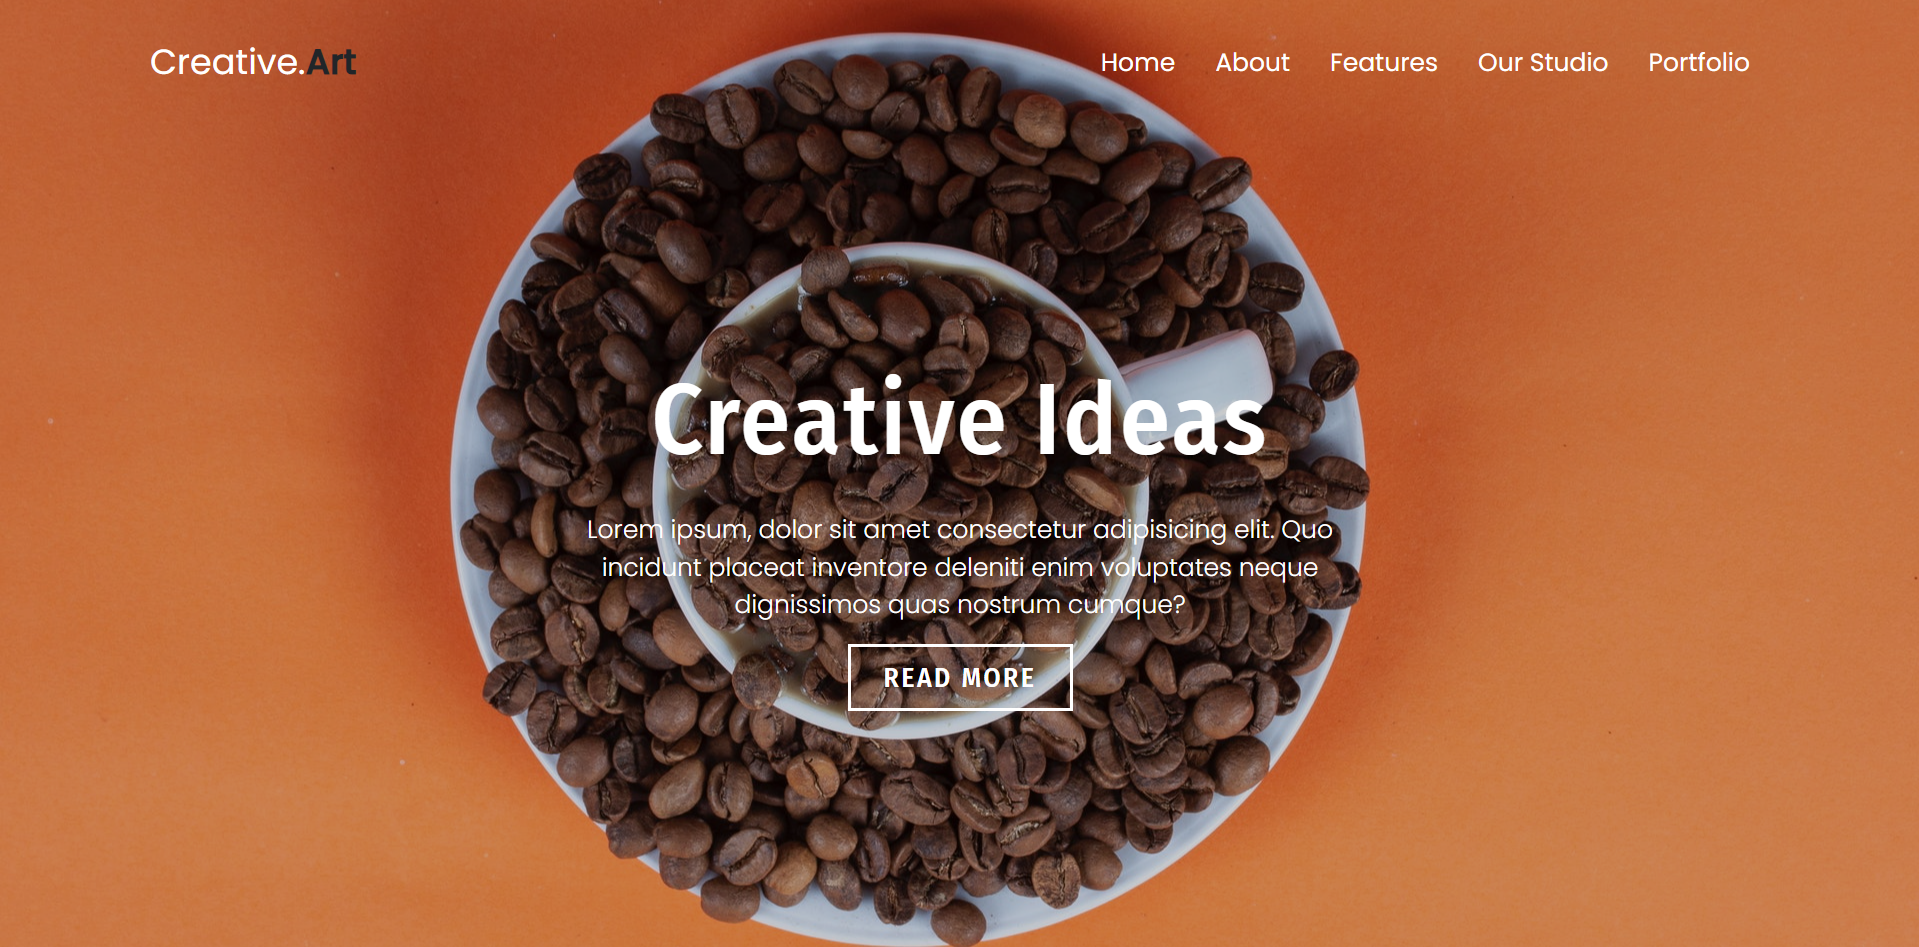 Creative.Art
Home About Features Our Studio Portfolio
Creative Ideas
Lorem ipsum, dolor sit amet consectetur adipisicing elit. Quo
incidunt placeat inventore deleniti enim voluptates neque
dignissimos quas nostrum cumque?
READ MORE